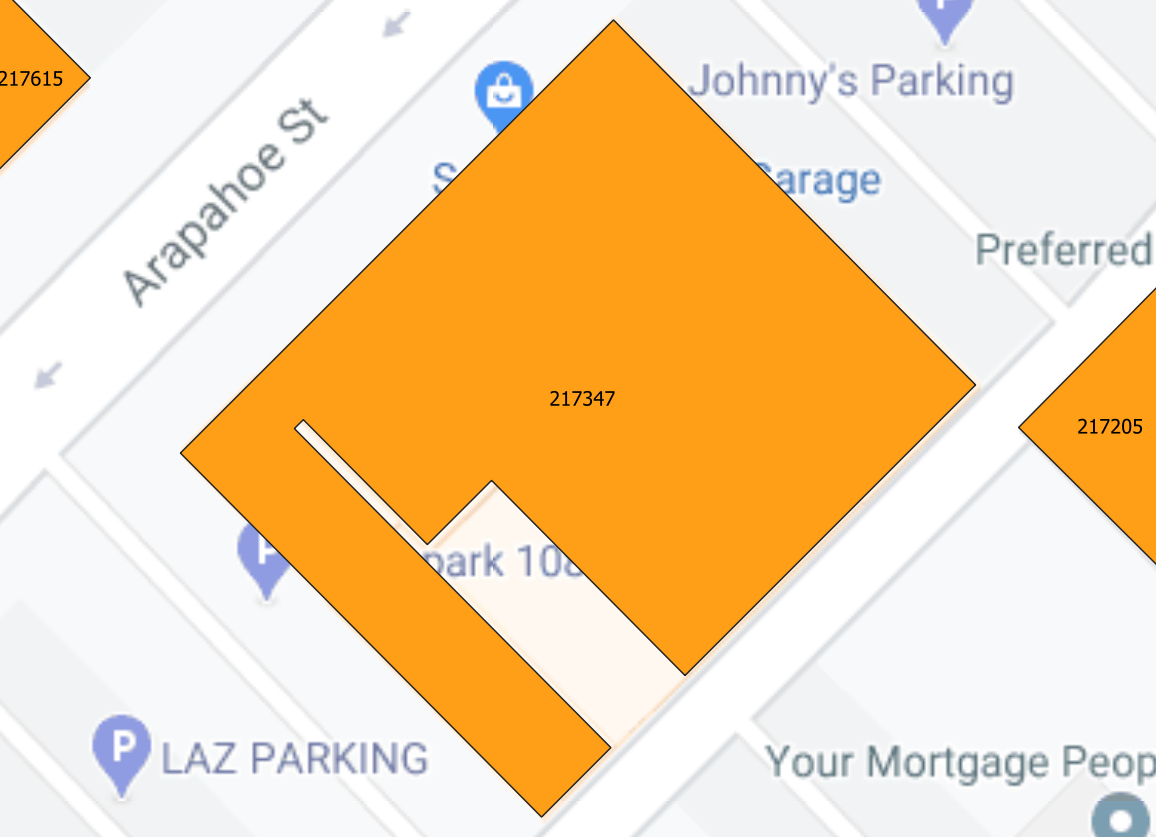 217615
Arapahoe St
Johnny's Parking
S
Garage
Preferred
217347
217205
park 108
P
LAZ PARKING
Your Mortgage Peop